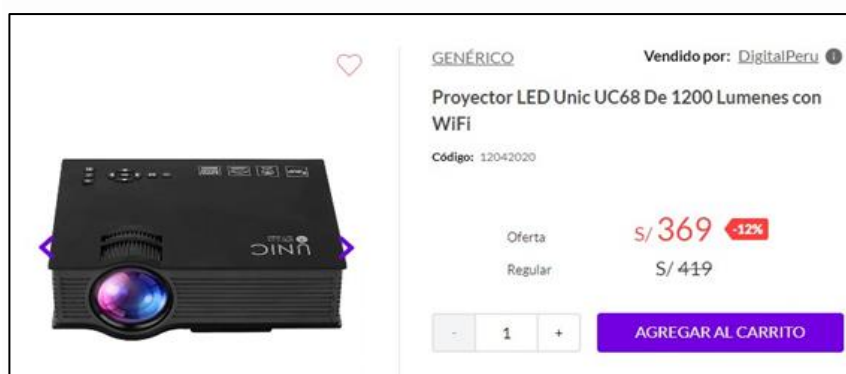 GENÉRICO
Vendido por: DigitalPeru
Proyector LED Unic UC68 De 1200 Lumenes con
WiFi
Código: 12042020
Oferta
S/ 369
-12%
Regular
S/ 419
- 1 +
AGREGAR AL CARRITO
UNIC